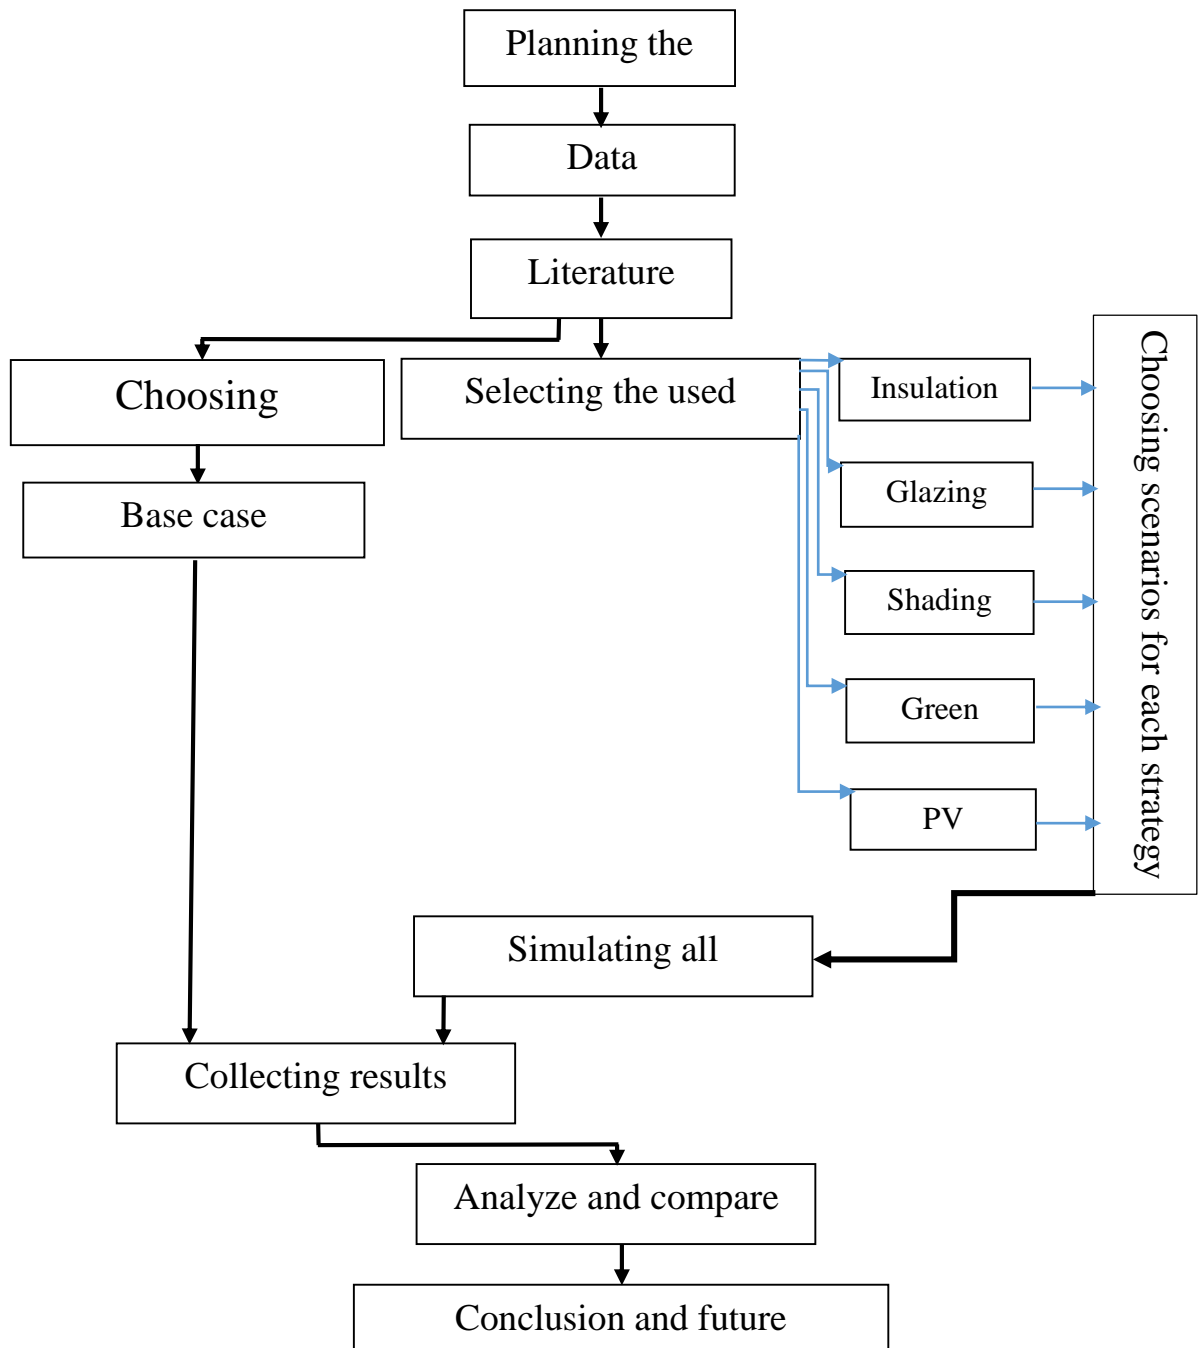 Planning the
Data
Literature
Choosing
Selecting the used
Insulation
Base case
Glazing
Shading
Green
PV
Choosing scenarios for each strategy
Simulating all
Collecting results
Analyze and compare
Conclusion and future